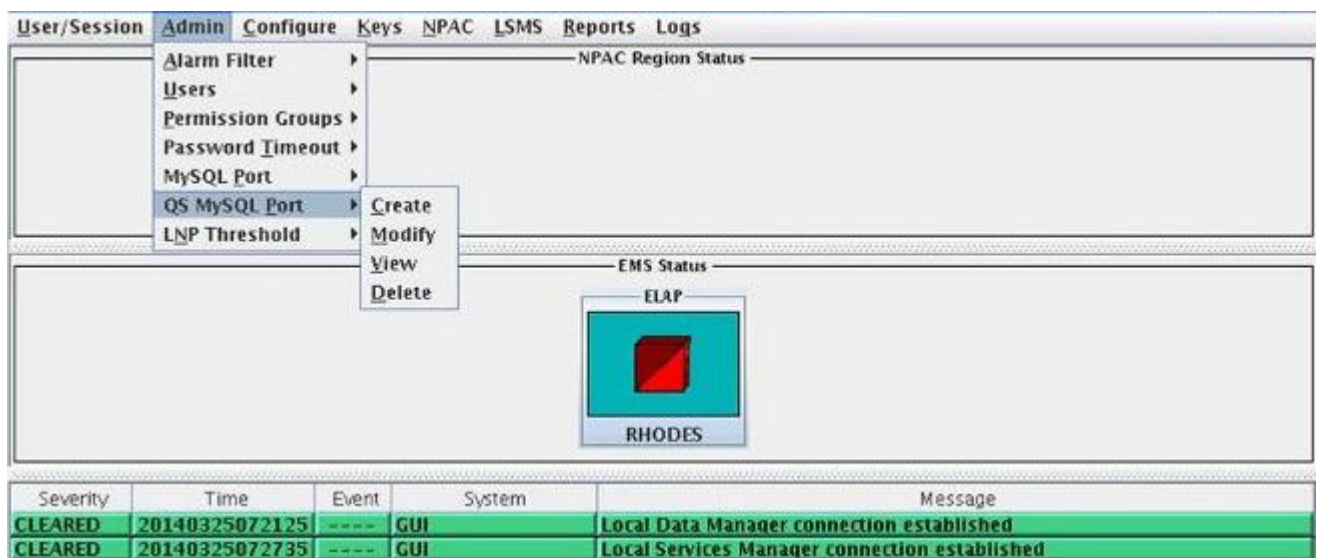 User/Session Admin Configure Keys NPAC LSMS Reports Logs
NPAC Region Status
Alarm Filter
Users
Permission Groups
Password Timeout
MySQL Port
QS MySQL Port
LNP Threshold
Create
Modify
View
Delete
EMS Status
ELAP
RHODES
Severity Time Event System Message
CLEARED 20140325072125 ---- GUI Local Data Manager connection established
CLEARED 20140325072735 ---- GUI Local Services Manager connection established